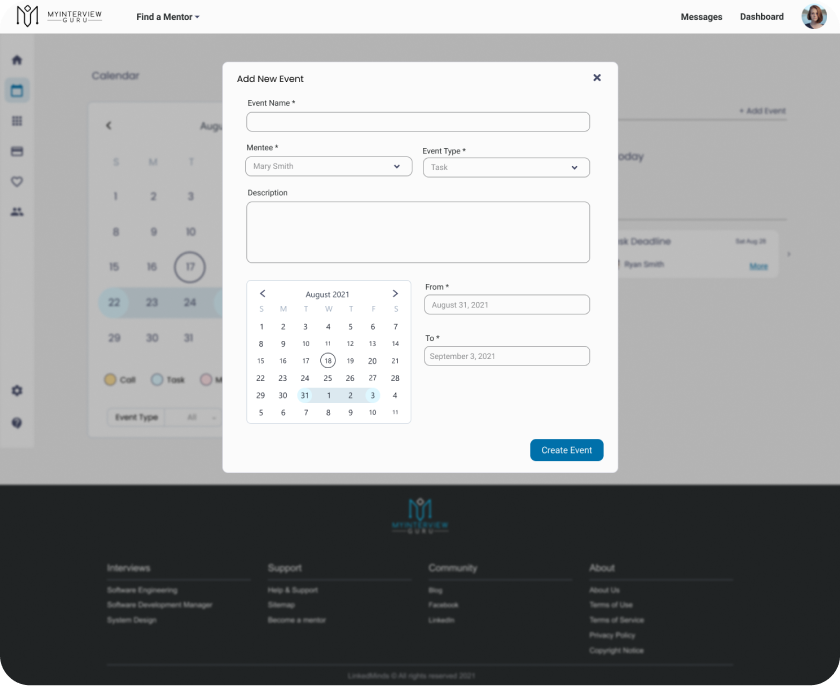 MYINTERVIEW
GURU
Find a Mentor
Messages
Dashboard
Calendar
Augu
+ Add Event
S M T
1 2 3
8 9 10
15 16 17
22 23 24
29 30 31
Call Task M
Event Type All
oday
sk Deadline
Sat Aug 28
Ryan Smith
More
Add New Event
Event Name *
Mentee *
Event Type *
Mary Smith
Task
Description
August 2021
S M T W T F S
1 2 3 4 5 6 7
8 9 10 11 12 13 14
15 16 17 18 19 20 21
22 23 24 25 26 27 28
29 30 31 1 2 3 4
5 6 7 8 9 10 11
From *
August 31, 2021
To *
September 3, 2021
Create Event
MYINTERVIEW
GURU
Interviews
Software Engineering
Software Development Manager
System Design
Support
Help & Support
Sitemap
Become a mentor
Community
Blog
Facebook
LinkedIn
About
About Us
Terms of Use
Terms of Service
Privacy Policy
Copyright Notice
LinkedMinds © All rights reserved 2021